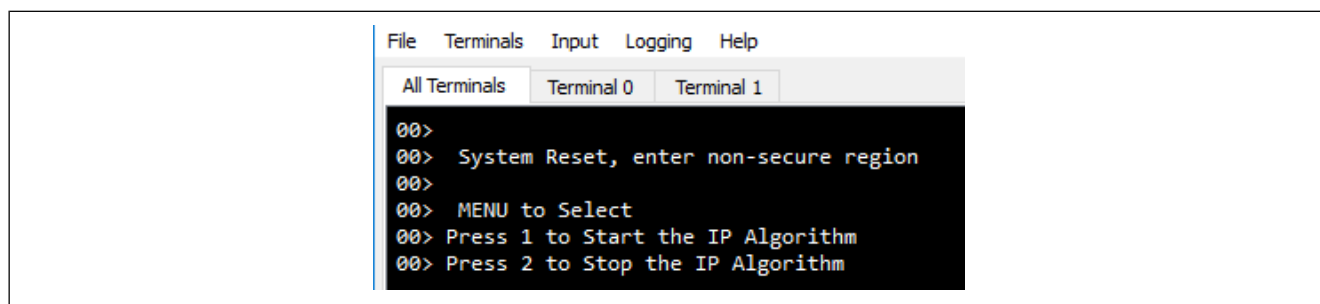 File Terminals Input Logging Help
All Terminals Terminal 0 Terminal 1
00>
00>  System Reset, enter non-secure region
00>
00>  MENU to Select
00> Press 1 to Start the IP Algorithm
00> Press 2 to Stop the IP Algorithm